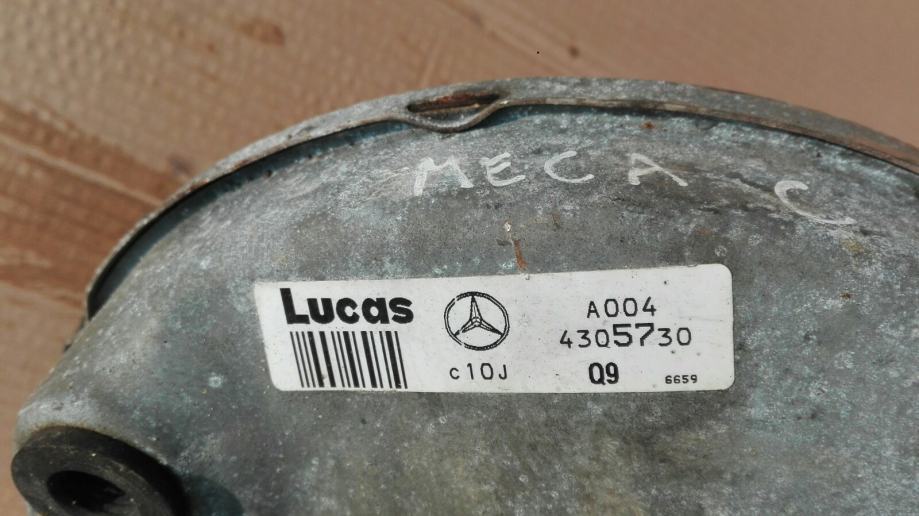 MECA C
Lucas
A004
4305730
c10J
Q9
6659